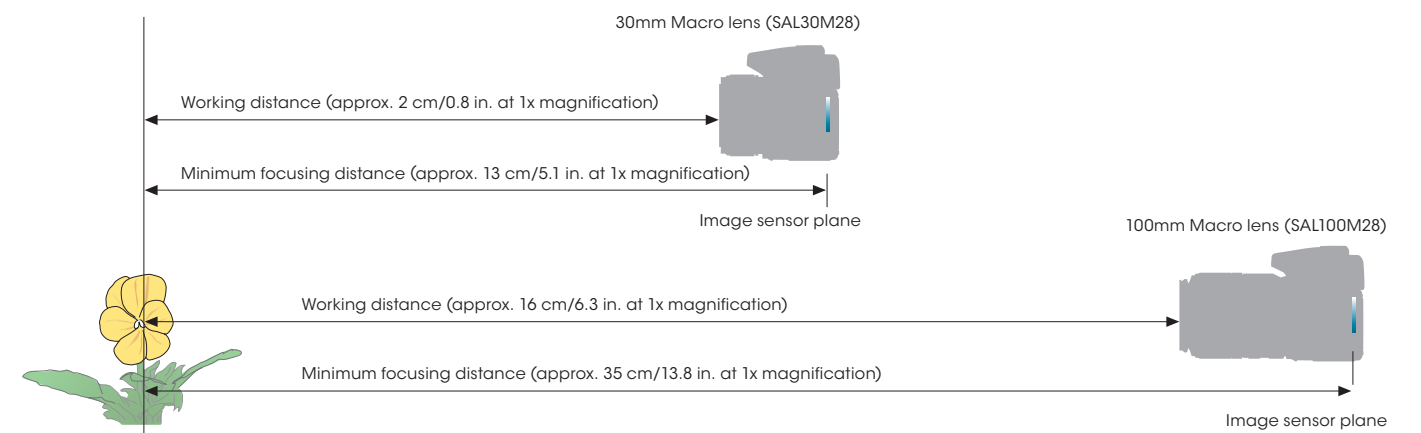 30mm Macro lens (SAL30M28)
Working distance (approx. 2 cm/0.8 in. at 1x magnification)
Minimum focusing distance (approx. 13 cm/5.1 in. at 1x magnification)
Image sensor plane
100mm Macro lens (SAL100M28)
Working distance (approx. 16 cm/6.3 in. at 1x magnification)
Minimum focusing distance (approx. 35 cm/13.8 in. at 1x magnification)
Image sensor plane